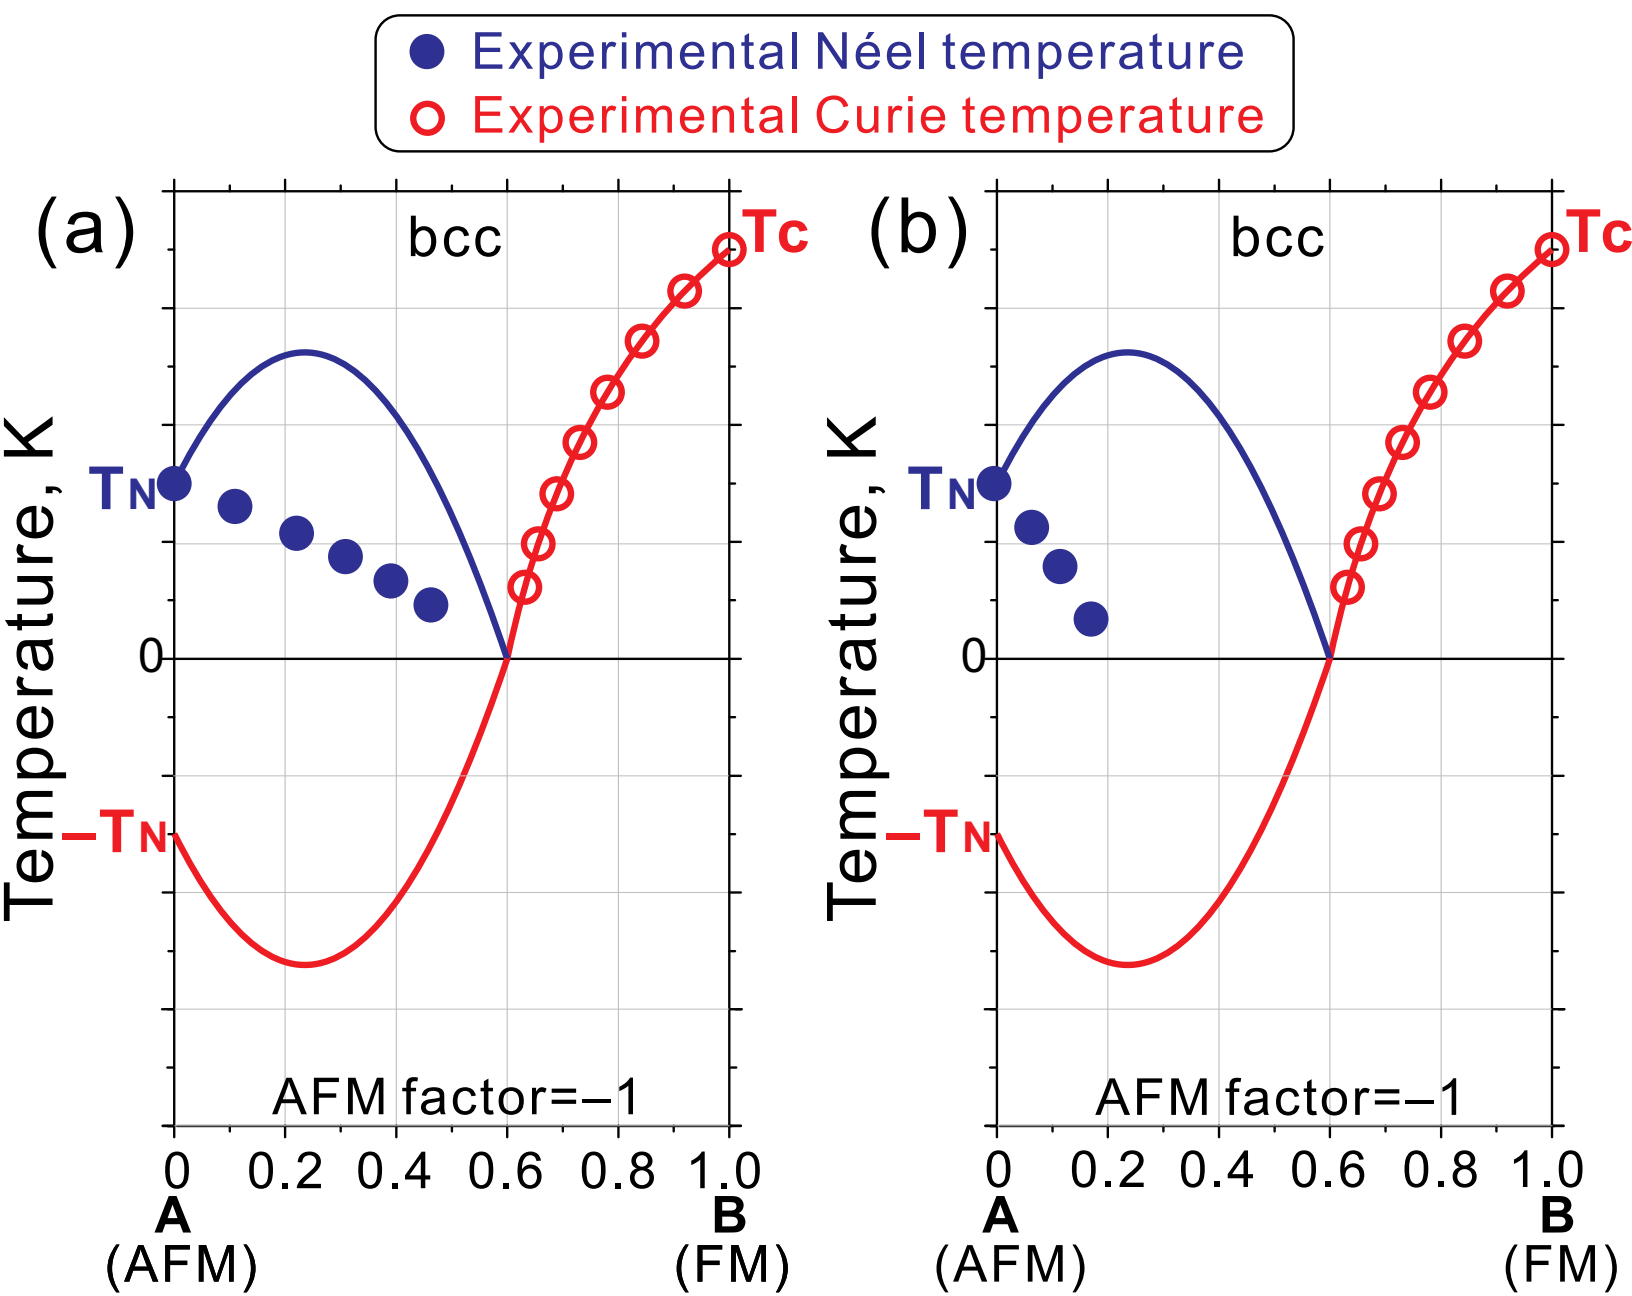 Experimental Néel temperature
Experimental Curie temperature
(a)
bcc
Tc
Temperature, K
TN
0
–TN
AFM factor=–1
0 0.2 0.4 0.6 0.8 1.0
A B
(AFM) (FM)
(b)
bcc
Tc
Temperature, K
TN
0
–TN
AFM factor=–1
0 0.2 0.4 0.6 0.8 1.0
A B
(AFM) (FM)